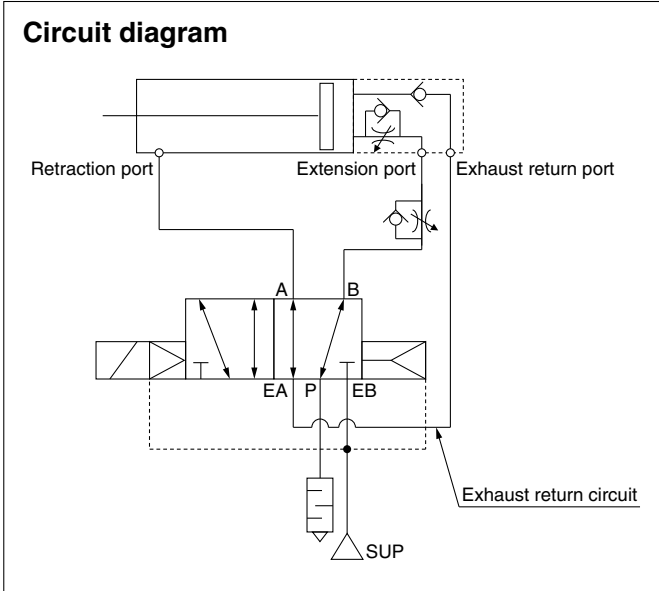 Circuit diagram
Retraction port
Extension port
Exhaust return port
A
B
EA
P
EB
Exhaust return circuit
SUP